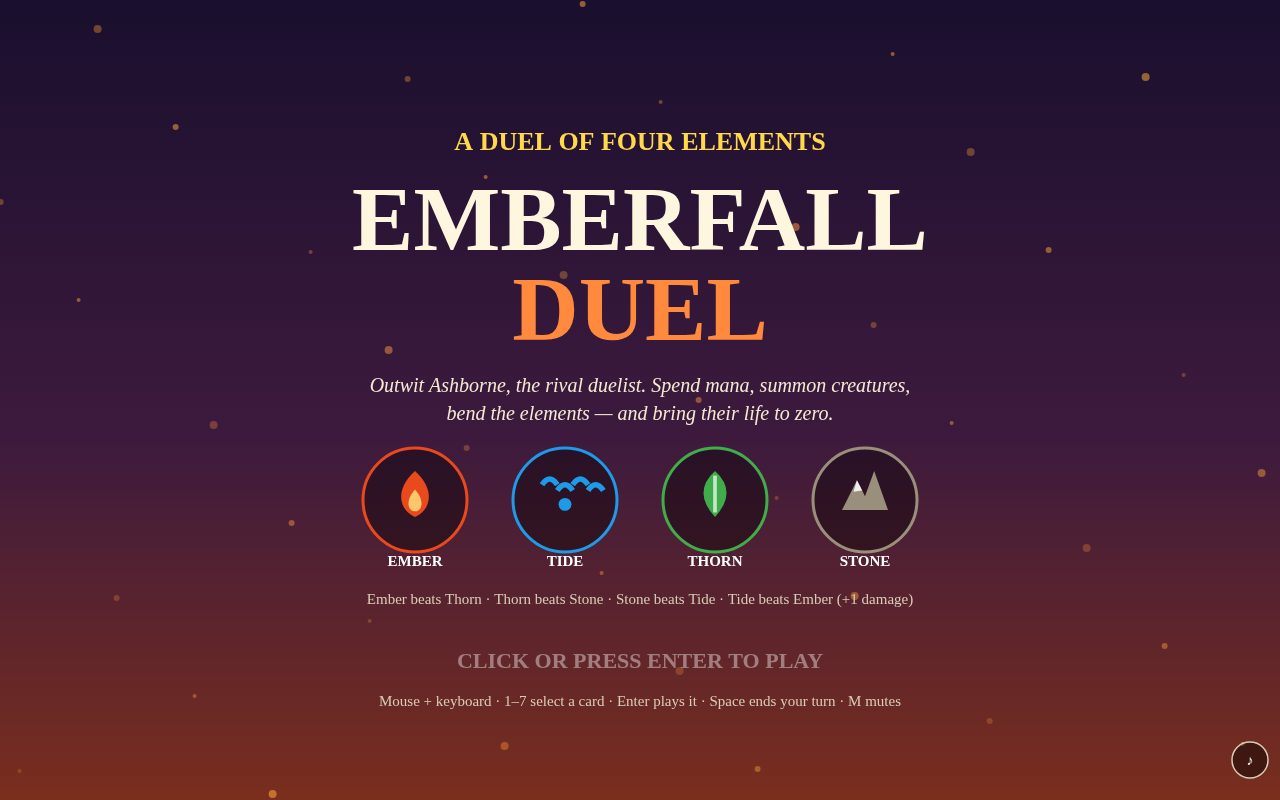 A DUEL OF FOUR ELEMENTS
EMBERFALL
DUEL
Outwit Ashborne, the rival duelist. Spend mana, summon creatures,
bend the elements — and bring their life to zero.
EMBER TIDE THORN STONE
Ember beats Thorn · Thorn beats Stone · Stone beats Tide · Tide beats Ember (+1 damage)
CLICK OR PRESS ENTER TO PLAY
Mouse + keyboard · 1–7 select a card · Enter plays it · Space ends your turn · M mutes
♪